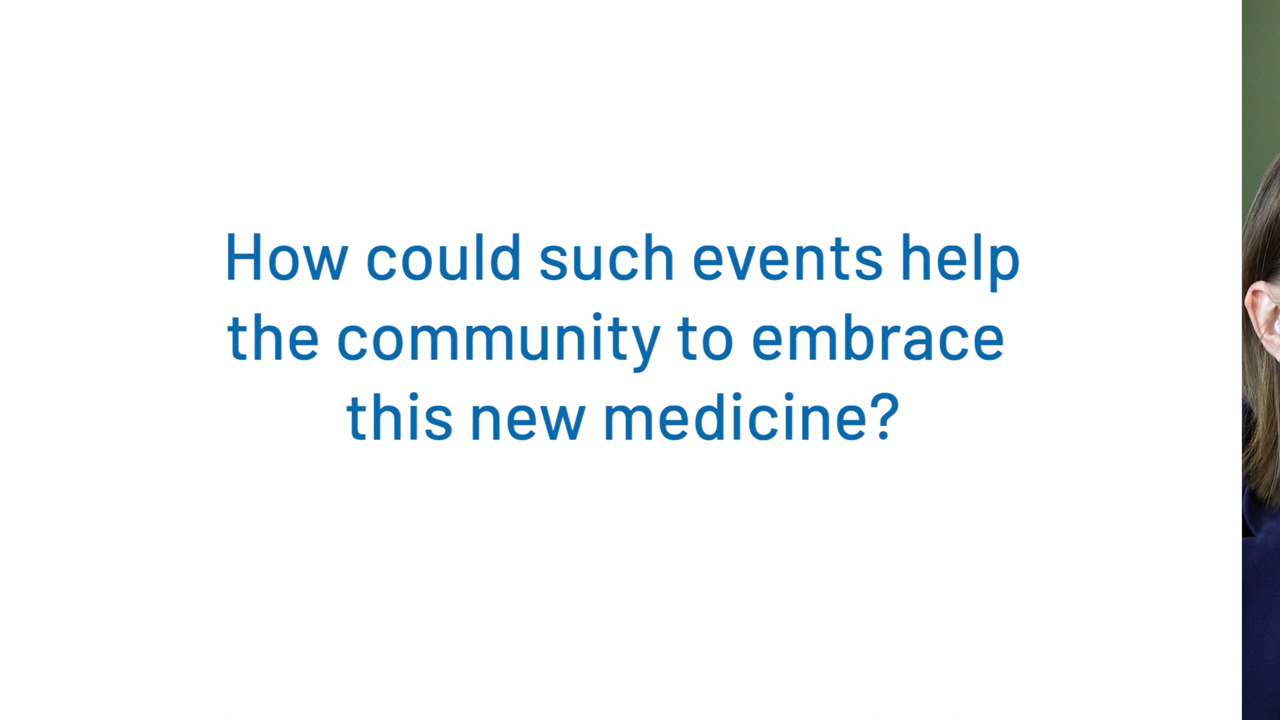 How could such events help
the community to embrace
this new medicine?